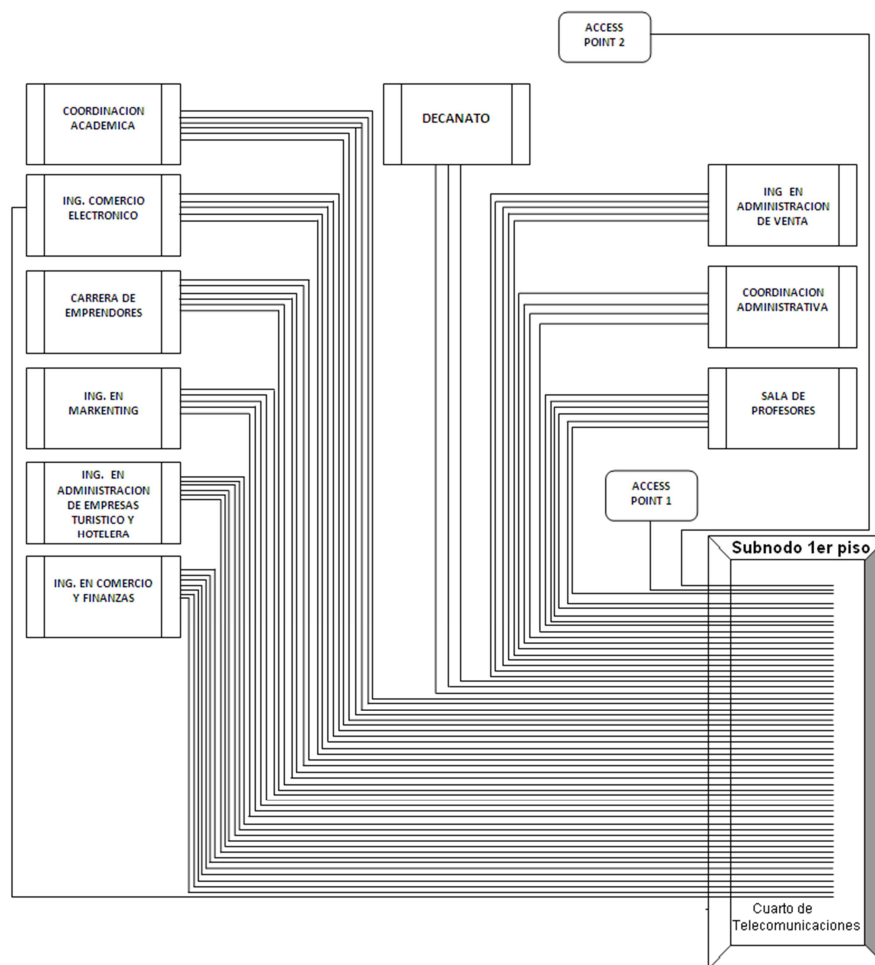 ACCESS
POINT 2
COORDINACION
ACADEMICA
DECANATO
ING. COMERCIO
ELECTRONICO
ING EN
ADMINISTRACION
DE VENTA
CARRERA DE
EMPRENDORES
COORDINACION
ADMINISTRATIVA
ING. EN
MARKENTING
SALA DE
PROFESORES
ING. EN
ADMINISTRACION
DE EMPRESAS
TURISTICO Y
HOTELERA
ACCESS
POINT 1
ING. EN COMERCIO
Y FINANZAS
Subnodo 1er piso
Cuarto de
Telecomunicaciones